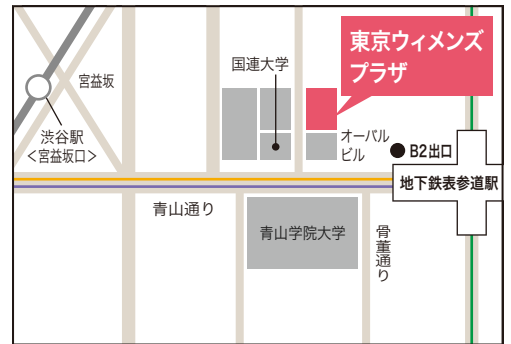 東京ウィメンズ
プラザ
国連大学
宮益坂
渋谷駅
＜宮益坂口＞
オーバル
ビル
B2出口
地下鉄表参道駅
青山通り
青山学院大学
骨董通り